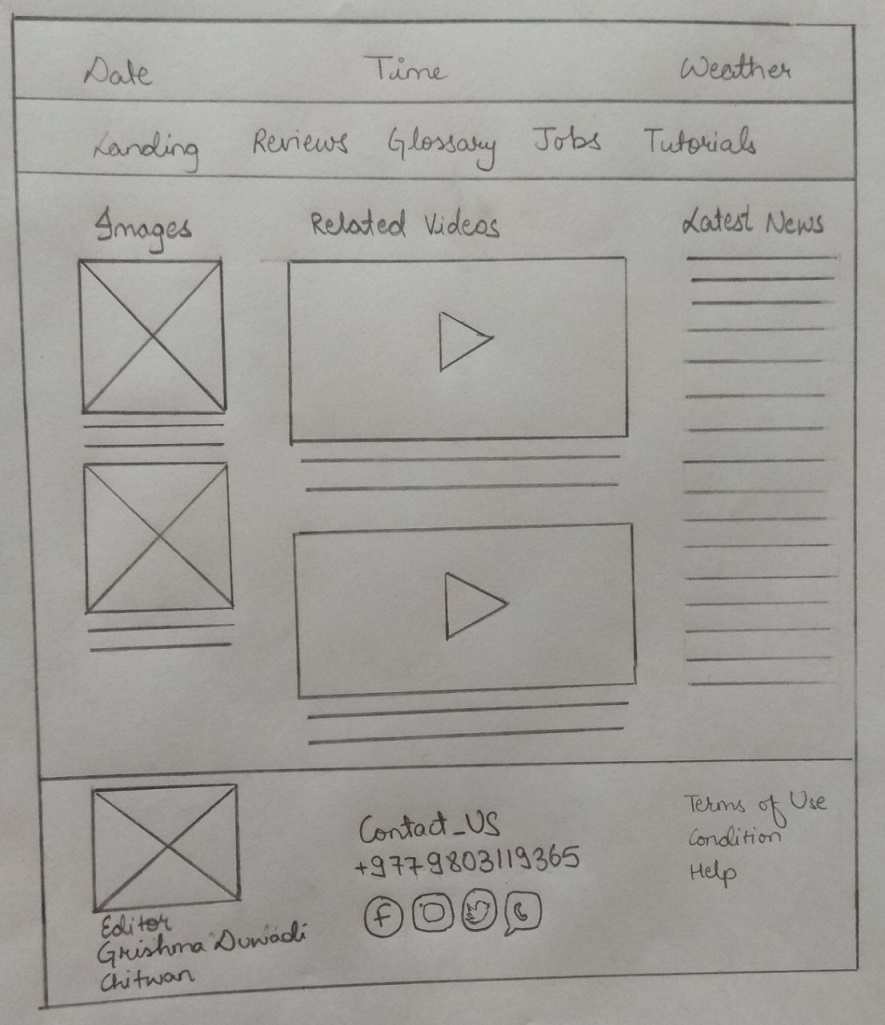 Date Time Weather
Landing Reviews Glossary Jobs Tutorials
Images Related Videos Latest News
Editor
Grishma Duwadi
Chitwan
Contact_US
+9779803119365
Terms of Use
Condition
Help